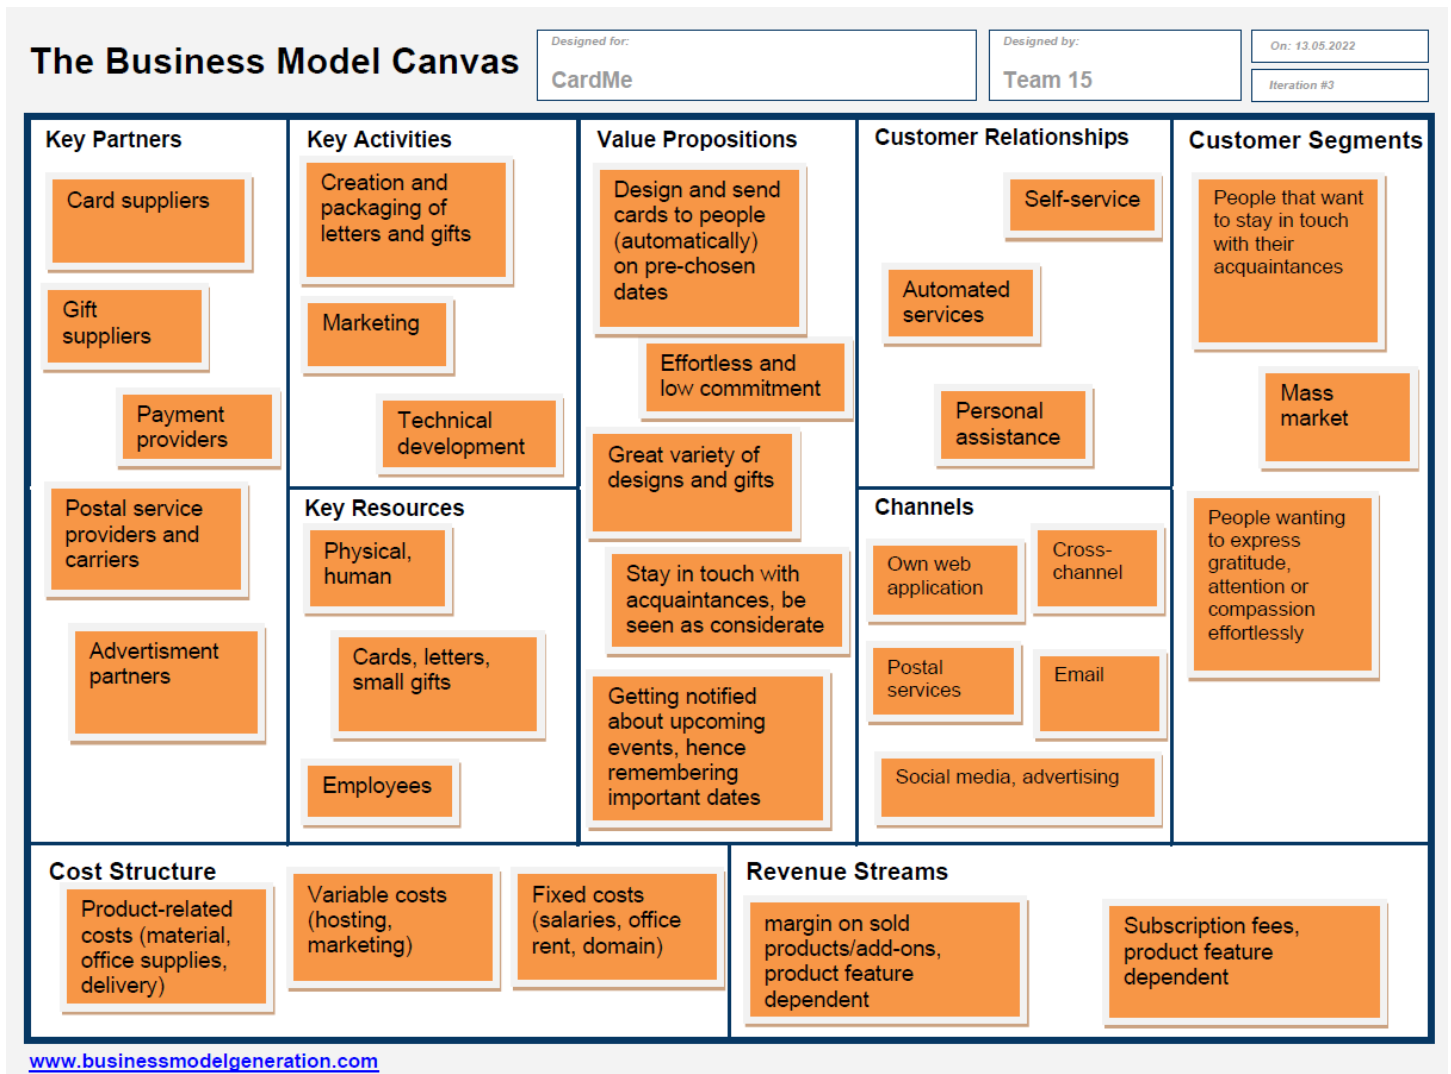 The Business Model Canvas
Designed for:
CardMe
Designed by:
Team 15
On: 13.05.2022
Iteration #3
Key Partners
Card suppliers
Gift
suppliers
Payment
providers
Postal service
providers and
carriers
Advertisment
partners
Key Activities
Creation and
packaging of
letters and gifts
Marketing
Technical
development
Key Resources
Physical,
human
Cards, letters,
small gifts
Employees
Value Propositions
Design and send
cards to people
(automatically)
on pre-chosen
dates
Effortless and
low commitment
Great variety of
designs and gifts
Stay in touch with
acquaintances, be
seen as considerate
Getting notified
about upcoming
events, hence
remembering
important dates
Customer Relationships
Self-service
Automated
services
Personal
assistance
Channels
Own web
application
Cross-
channel
Postal
services
Email
Social media, advertising
Customer Segments
People that want
to stay in touch
with their
acquaintances
Mass
market
People wanting
to express
gratitude,
attention or
compassion
effortlessly
Cost Structure
Product-related
costs (material,
office supplies,
delivery)
Variable costs
(hosting,
marketing)
Fixed costs
(salaries, office
rent, domain)
Revenue Streams
margin on sold
products/add-ons,
product feature
dependent
Subscription fees,
product feature
dependent
www.businessmodelgeneration.com